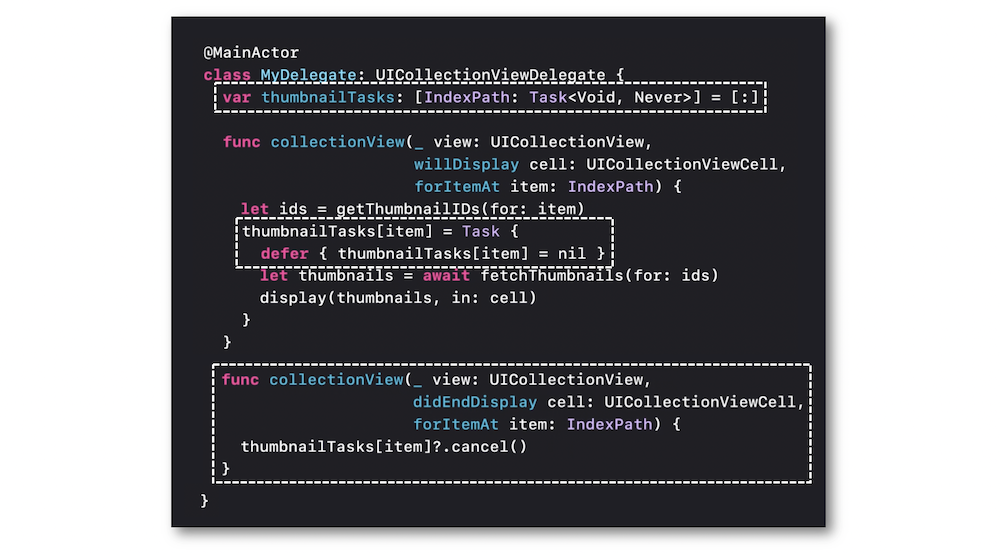 @MainActor
class MyDelegate: UICollectionViewDelegate {
var thumbnailTasks: [IndexPath: Task<Void, Never>] = [:]
func collectionView(_ view: UICollectionView,
willDisplay cell: UICollectionViewCell,
forItemAt item: IndexPath) {
let ids = getThumbnailIDs(for: item)
thumbnailTasks[item] = Task {
defer { thumbnailTasks[item] = nil }
let thumbnails = await fetchThumbnails(for: ids)
display(thumbnails, in: cell)
}
}
func collectionView(_ view: UICollectionView,
didEndDisplay cell: UICollectionViewCell,
forItemAt item: IndexPath) {
thumbnailTasks[item]?.cancel()
}
}